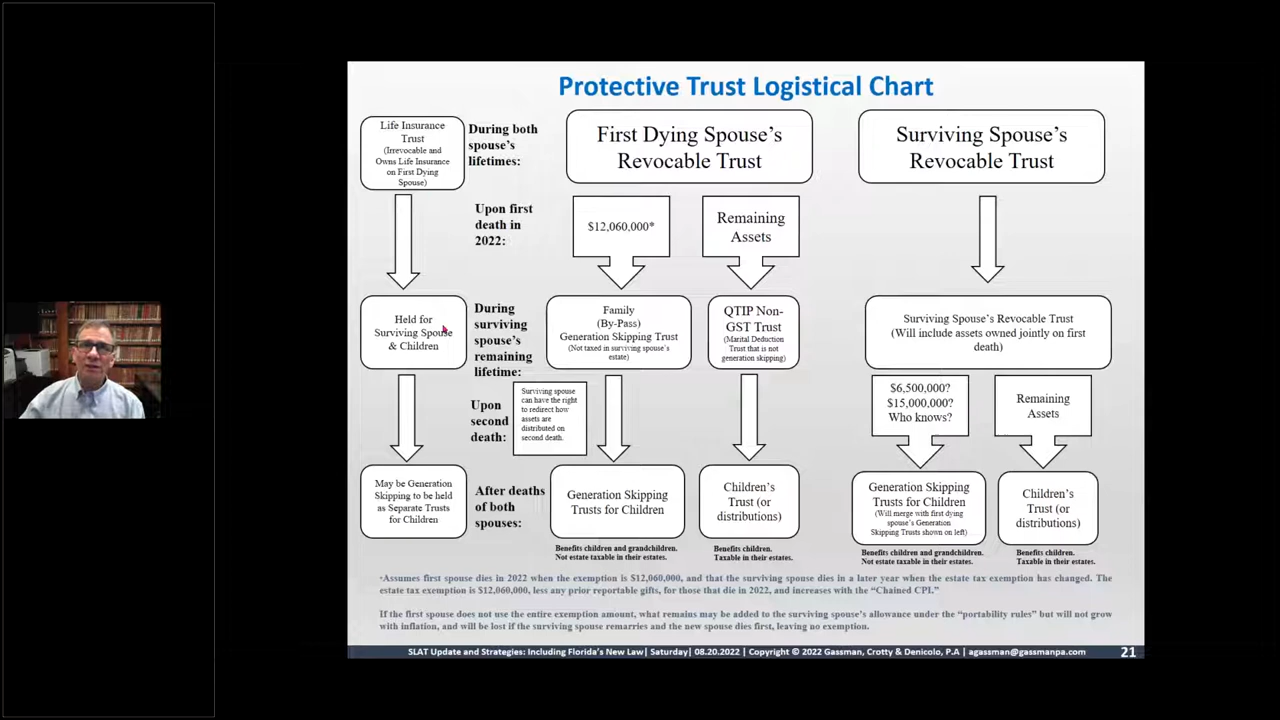 Protective Trust Logistical Chart
Life Insurance
Trust
(Irrevocable and
Owns Life Insurance
on First Dying
Spouse)
During both
spouse's
lifetimes:
First Dying Spouse's
Revocable Trust
Surviving Spouse's
Revocable Trust
Upon first
death in
2022:
$12,060,000*
Remaining
Assets
Held for
Surviving Spouse
& Children
During
surviving
spouse's
remaining
lifetime:
Family
(By-Pass)
Generation Skipping Trust
(Not taxed in surviving spouse's
estate)
QTIP Non-
GST Trust
(Marital Deduction
Trust that is not
generation skipping)
Surviving Spouse's Revocable Trust
(Will include assets owned jointly on first
death)
Upon
second
death:
Surviving spouse
can have the right
to redirect how
assets are
distributed on
second death.
$6,500,000?
$15,000,000?
Who knows?
Remaining
Assets
May be Generation
Skipping to be held
as Separate Trusts
for Children
After deaths
of both
spouses:
Generation Skipping
Trusts for Children
Children's
Trust (or
distributions)
Generation Skipping
Trusts for Children
(Will merge with first dying
spouse's Generation
Skipping Trusts shown on left)
Children's
Trust (or
distributions)
Benefits children and grandchildren.
Not estate taxable in their estates.
Benefits children.
Taxable in their estates.
Benefits children and grandchildren.
Not estate taxable in their estates.
Benefits children.
Taxable in their estates.
*Assumes first spouse dies in 2022 when the exemption is $12,060,000, and that the surviving spouse dies in a later year when the estate tax exemption has changed. The
estate tax exemption is $12,060,000, less any prior reportable gifts, for those that die in 2022, and increases with the "Chained CPI."
If the first spouse does not use the entire exemption amount, what remains may be added to the surviving spouse's allowance under the "portability rules" but will not grow
with inflation, and will be lost if the surviving spouse remarries and the new spouse dies first, leaving no exemption.
SLAT Update and Strategies: Including Florida's New Law| Saturday| 08.20.2022 | Copyright © 2022 Gassman, Crotty & Denicolo, P.A | agassman@gassmanpa.com
21